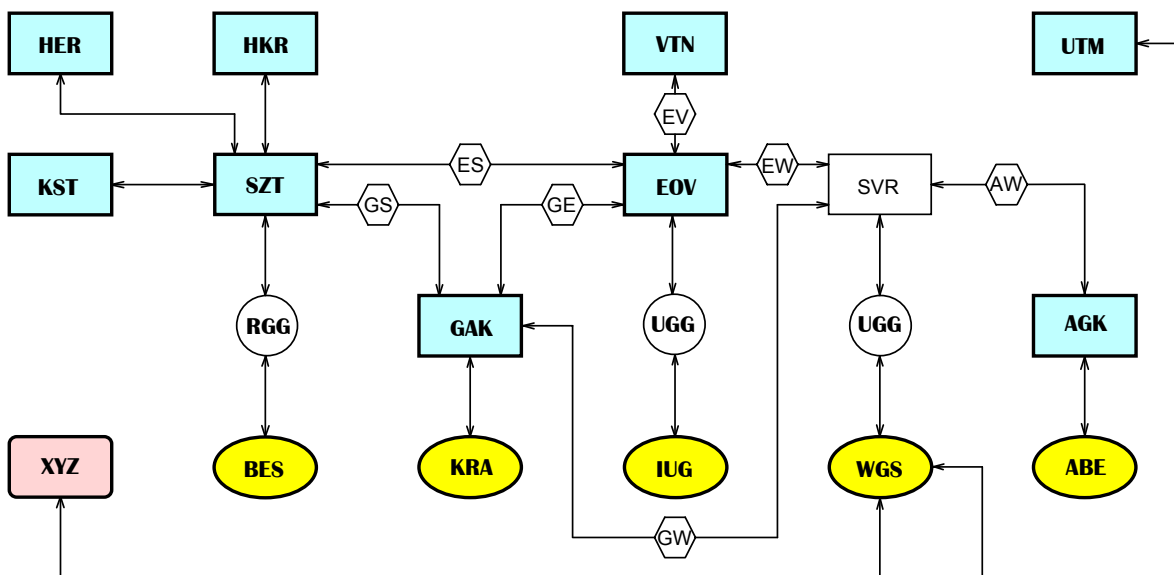 HER
HKR
VTN
UTM
EV
KST
SZT
ES
EOV
EW
SVR
AW
GS
GE
RGG
GAK
UGG
UGG
AGK
XYZ
BES
KRA
IUG
WGS
ABE
GW